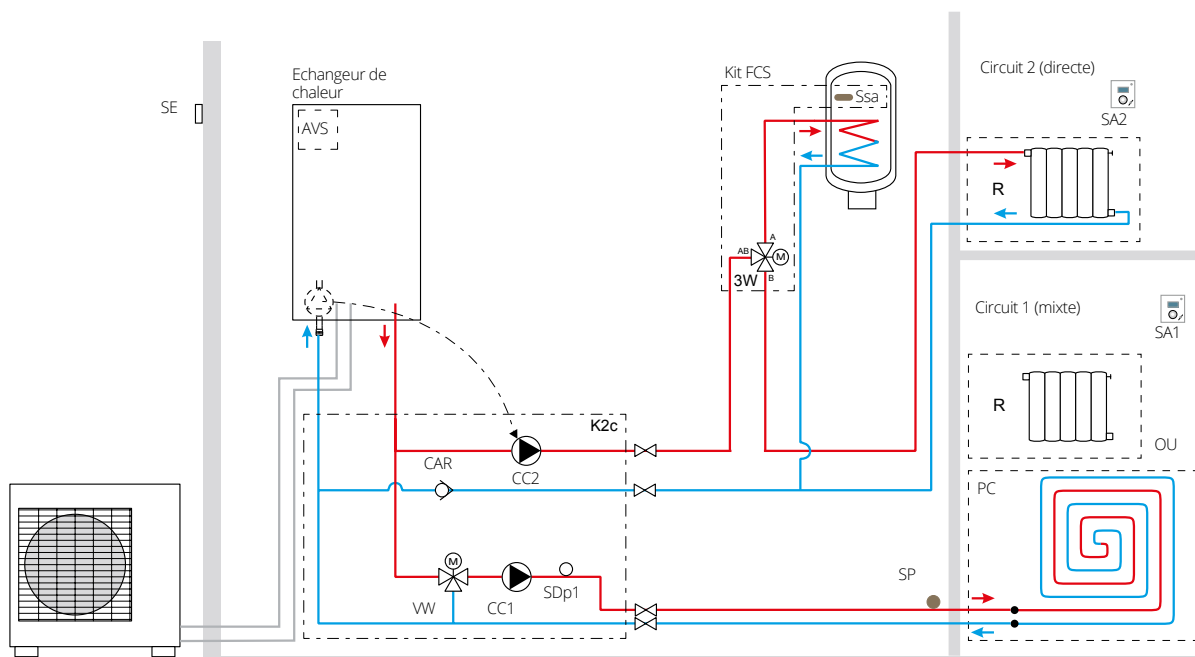 SE
Echangeur de
chaleur
AVS
Kit FCS
Ssa
Circuit 2 (directe)
SA2
R
A
AB
M
3W
B
Circuit 1 (mixte)
SA1
R
OU
K2c
CAR
CC2
PC
M
VW
CC1
SDp1
SP